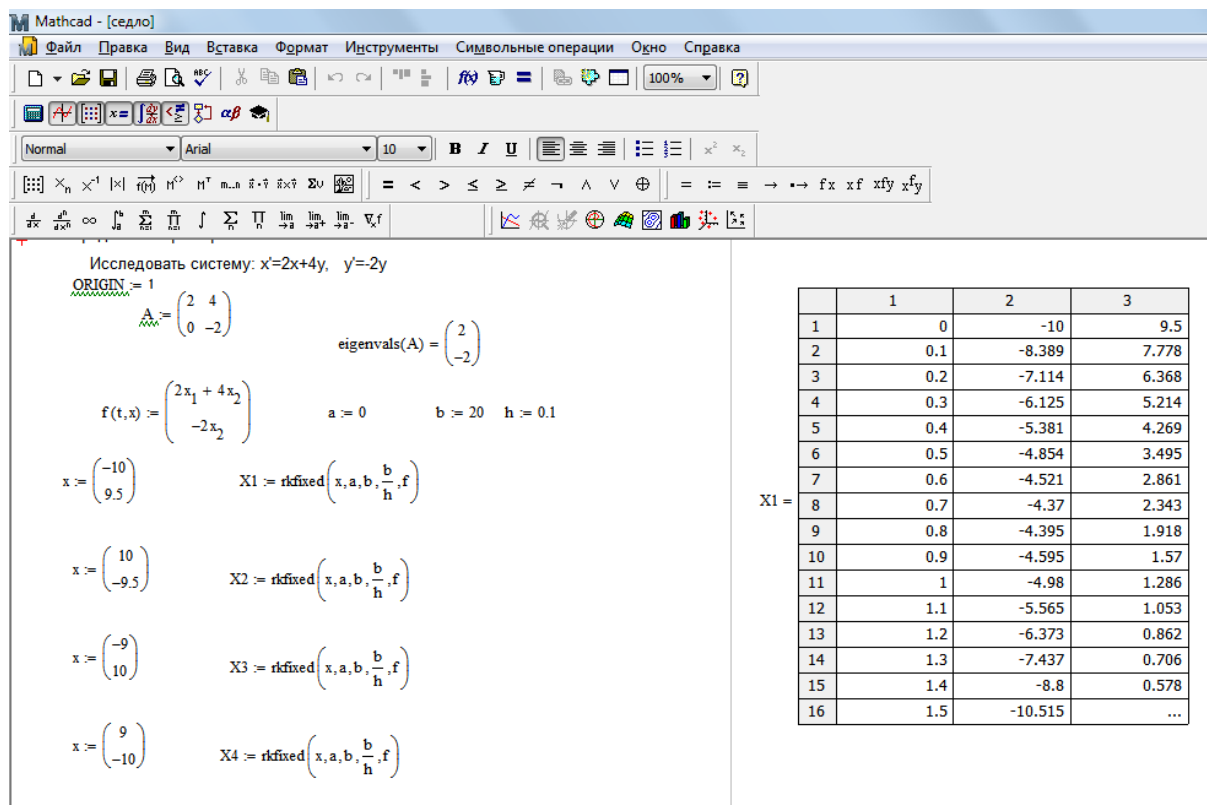 Mathcad - [седло]
Файл Правка Вид Вставка Формат Инструменты Символьные операции Окно Справка
100%
Normal Arial 10 B I U
Исследовать систему: x'=2x+4y, y'=-2y
ORIGIN := 1
A := (2 4
0 −2)
eigenvals(A) = (2
−2)
f(t,x) := (2x₁ + 4x₂
−2x₂)
a := 0 b := 20 h := 0.1
x := (−10
9.5)
X1 := rkfixed(x,a,b,b/h,f)
x := (10
−9.5)
X2 := rkfixed(x,a,b,b/h,f)
x := (−9
10)
X3 := rkfixed(x,a,b,b/h,f)
x := (9
−10)
X4 := rkfixed(x,a,b,b/h,f)
X1 =
1 2 3
1 0 -10 9.5
2 0.1 -8.389 7.778
3 0.2 -7.114 6.368
4 0.3 -6.125 5.214
5 0.4 -5.381 4.269
6 0.5 -4.854 3.495
7 0.6 -4.521 2.861
8 0.7 -4.37 2.343
9 0.8 -4.395 1.918
10 0.9 -4.595 1.57
11 1 -4.98 1.286
12 1.1 -5.565 1.053
13 1.2 -6.373 0.862
14 1.3 -7.437 0.706
15 1.4 -8.8 0.578
16 1.5 -10.515 ...